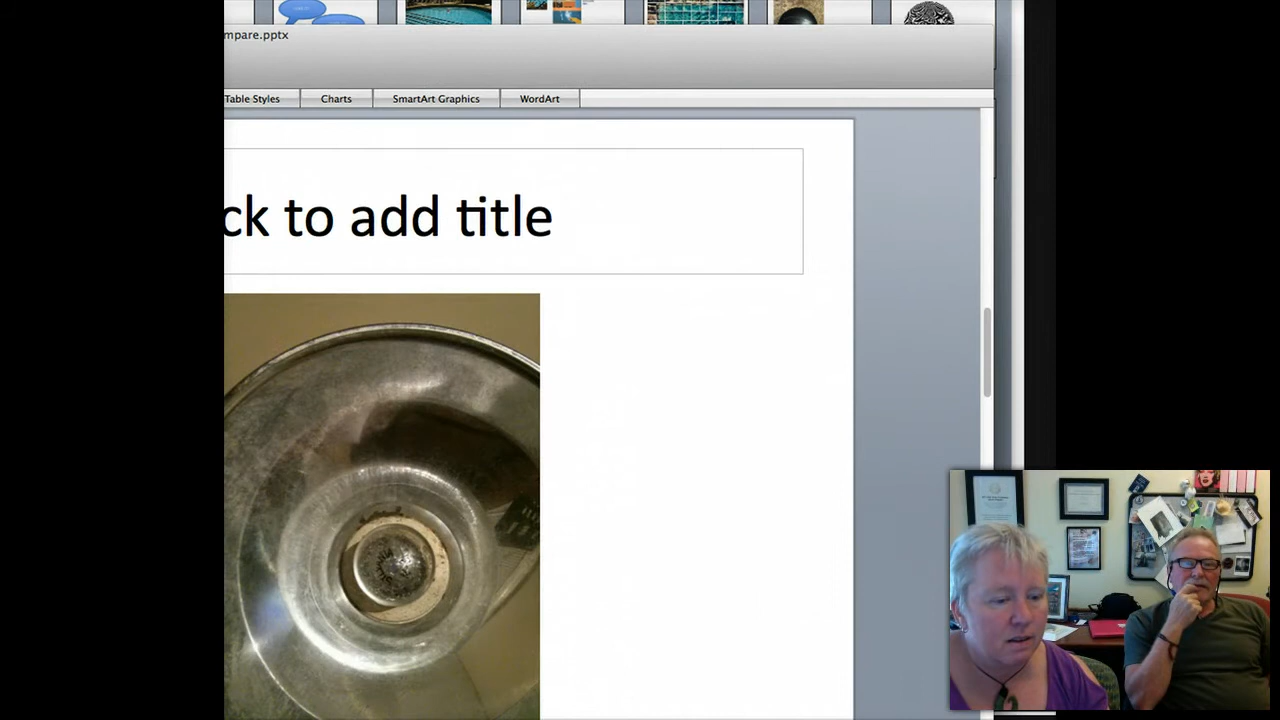 mpare.pptx
Table Styles
Charts
SmartArt Graphics
WordArt
ck to add title